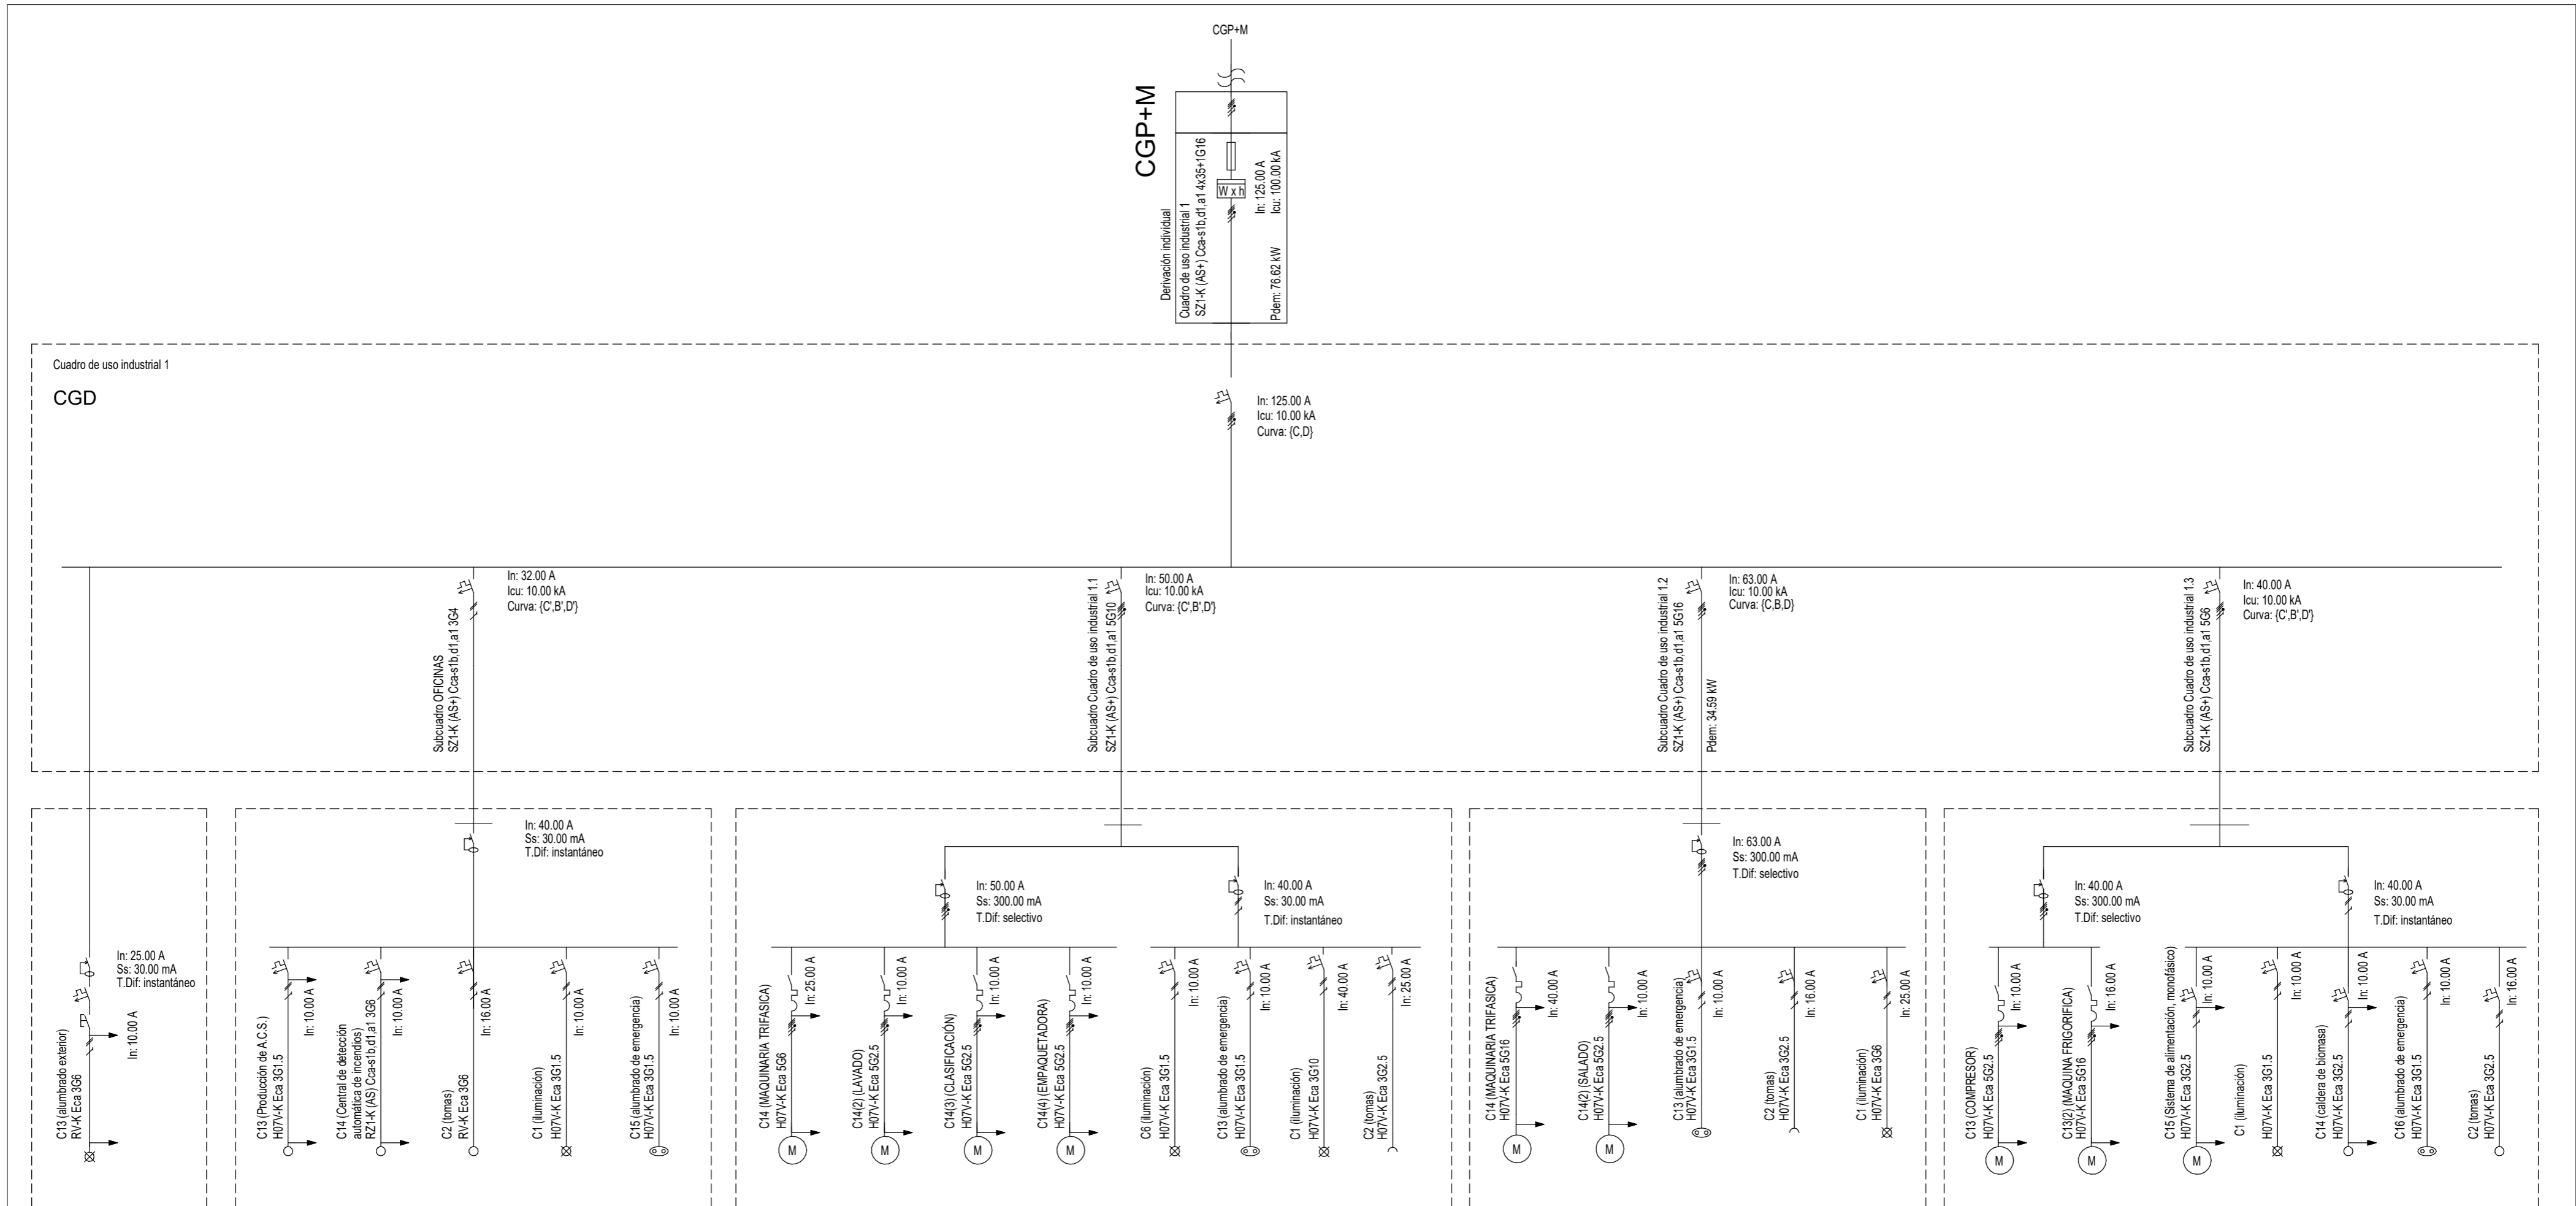 CGP+M
CGP+M
Derivación individual
Cuadro de uso industrial 1
SZ1-K (AS+) Cca-s1b,d1,a1 4x35+1G16
W x h
In: 125.00 A
Icu: 100.00 kA
Pdem: 76.62 kW
Cuadro de uso industrial 1
CGD
In: 125.00 A
Icu: 10.00 kA
Curva: {C,D}
Subcuadro OFICINAS
SZ1-K (AS+) Cca-s1b,d1,a1 3G4
In: 32.00 A
Icu: 10.00 kA
Curva: {C',B',D'}
Subcuadro Cuadro de uso industrial 1.1
SZ1-K (AS+) Cca-s1b,d1,a1 5G10
In: 50.00 A
Icu: 10.00 kA
Curva: {C',B',D'}
Subcuadro Cuadro de uso industrial 1.2
SZ1-K (AS+) Cca-s1b,d1,a1 5G16
Pdem: 34.59 kW
In: 63.00 A
Icu: 10.00 kA
Curva: {C,B,D}
Subcuadro Cuadro de uso industrial 1.3
SZ1-K (AS+) Cca-s1b,d1,a1 5G6
In: 40.00 A
Icu: 10.00 kA
Curva: {C',B',D'}
In: 25.00 A
Ss: 30.00 mA
T.Dif: instantáneo
In: 10.00 A
C13 (alumbrado exterior)
RV-K Eca 3G6
In: 40.00 A
Ss: 30.00 mA
T.Dif: instantáneo
C13 (Producción de A.C.S.)
H07V-K Eca 3G1.5
In: 10.00 A
C14 (Central de detección
automática de incendios)
RZ1-K (AS) Cca-s1b,d1,a1 3G6
In: 10.00 A
C2 (tomas)
RV-K Eca 3G6
In: 16.00 A
C1 (iluminación)
H07V-K Eca 3G1.5
In: 10.00 A
C15 (alumbrado de emergencia)
H07V-K Eca 3G1.5
In: 10.00 A
In: 50.00 A
Ss: 300.00 mA
T.Dif: selectivo
In: 40.00 A
Ss: 30.00 mA
T.Dif: instantáneo
C14 (MAQUINARIA TRIFASICA)
H07V-K Eca 5G6
In: 25.00 A
M
C14(2) (LAVADO)
H07V-K Eca 5G2.5
In: 10.00 A
M
C14(3) (CLASIFICACIÓN)
H07V-K Eca 5G2.5
In: 10.00 A
M
C14(4) (EMPAQUETADORA)
H07V-K Eca 5G2.5
In: 10.00 A
M
C6 (iluminación)
H07V-K Eca 3G1.5
In: 10.00 A
C13 (alumbrado de emergencia)
H07V-K Eca 3G1.5
In: 10.00 A
C1 (iluminación)
H07V-K Eca 3G10
In: 40.00 A
C2 (tomas)
H07V-K Eca 3G2.5
In: 25.00 A
In: 63.00 A
Ss: 300.00 mA
T.Dif: selectivo
C14 (MAQUINARIA TRIFASICA)
H07V-K Eca 5G16
In: 40.00 A
M
C14(2) (SALADO)
H07V-K Eca 5G2.5
In: 10.00 A
M
C13 (alumbrado de emergencia)
H07V-K Eca 3G1.5
In: 10.00 A
C2 (tomas)
H07V-K Eca 3G2.5
In: 16.00 A
C1 (iluminación)
H07V-K Eca 3G6
In: 25.00 A
In: 40.00 A
Ss: 300.00 mA
T.Dif: selectivo
In: 40.00 A
Ss: 30.00 mA
T.Dif: instantáneo
C13 (COMPRESOR)
H07V-K Eca 5G2.5
In: 10.00 A
M
C13(2) (MAQUINA FRIGORIFICA)
H07V-K Eca 5G16
In: 16.00 A
M
C15 (Sistema de alimentación, monofásico)
H07V-K Eca 3G2.5
In: 10.00 A
M
C1 (iluminación)
H07V-K Eca 3G1.5
In: 10.00 A
C14 (caldera de biomasa)
H07V-K Eca 3G2.5
In: 10.00 A
C16 (alumbrado de emergencia)
H07V-K Eca 3G1.5
In: 10.00 A
C2 (tomas)
H07V-K Eca 3G2.5
In: 16.00 A